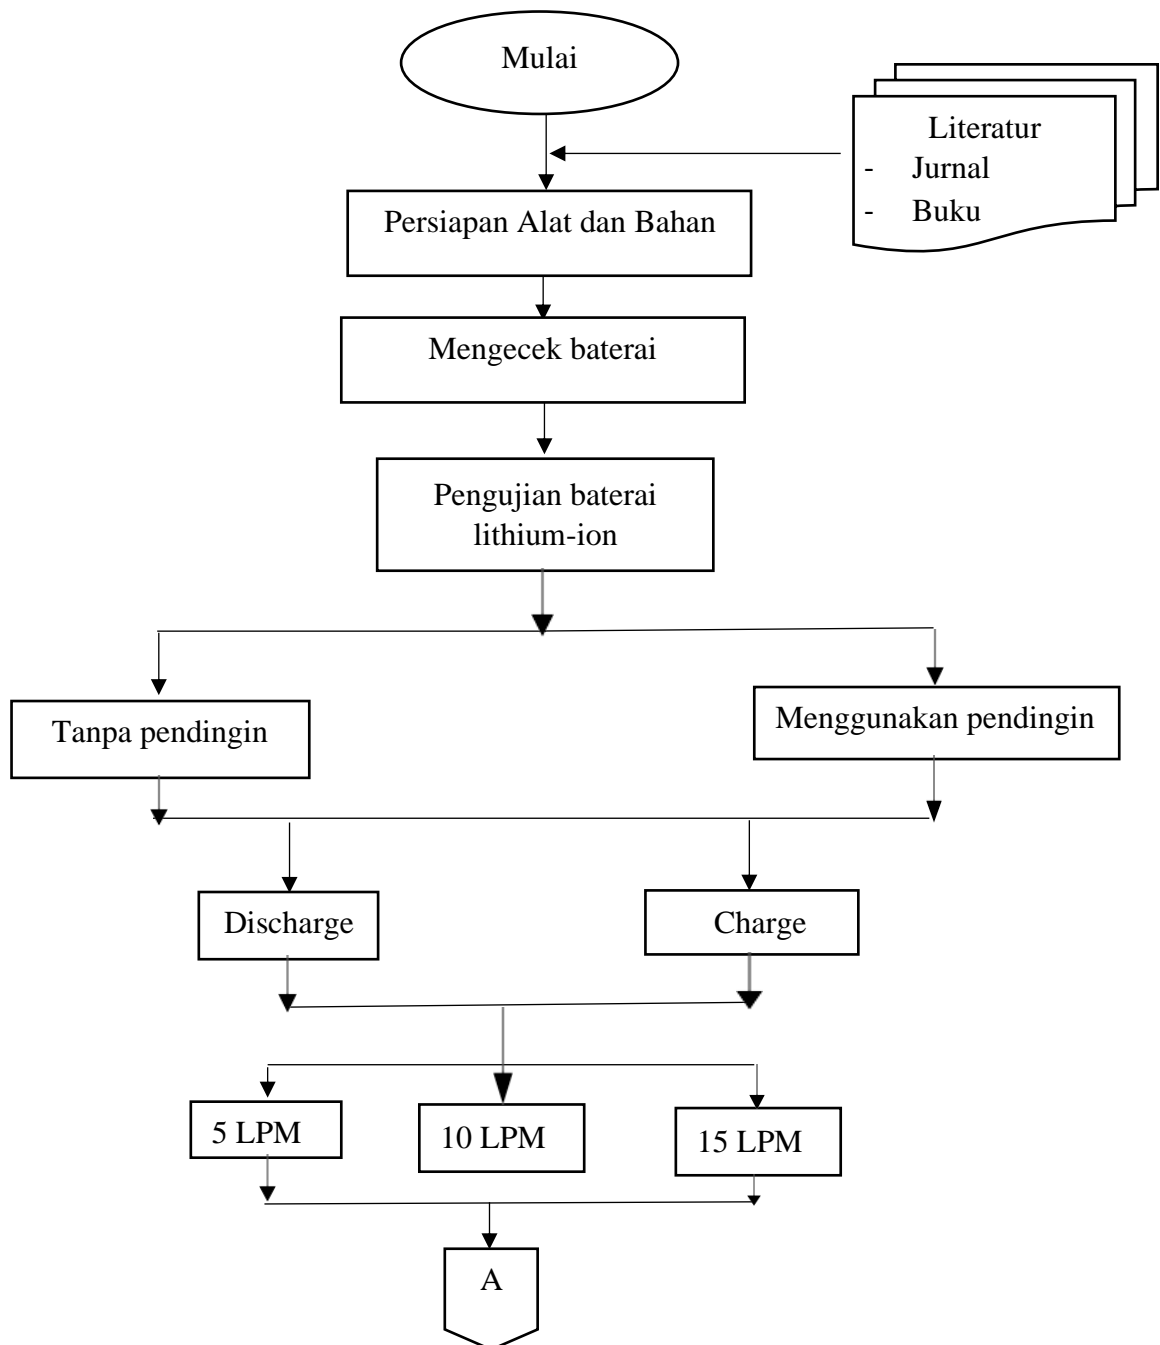 Mulai
Literatur
- Jurnal
- Buku
Persiapan Alat dan Bahan
Mengecek baterai
Pengujian baterai
lithium-ion
Tanpa pendingin
Menggunakan pendingin
Discharge
Charge
5 LPM
10 LPM
15 LPM
A